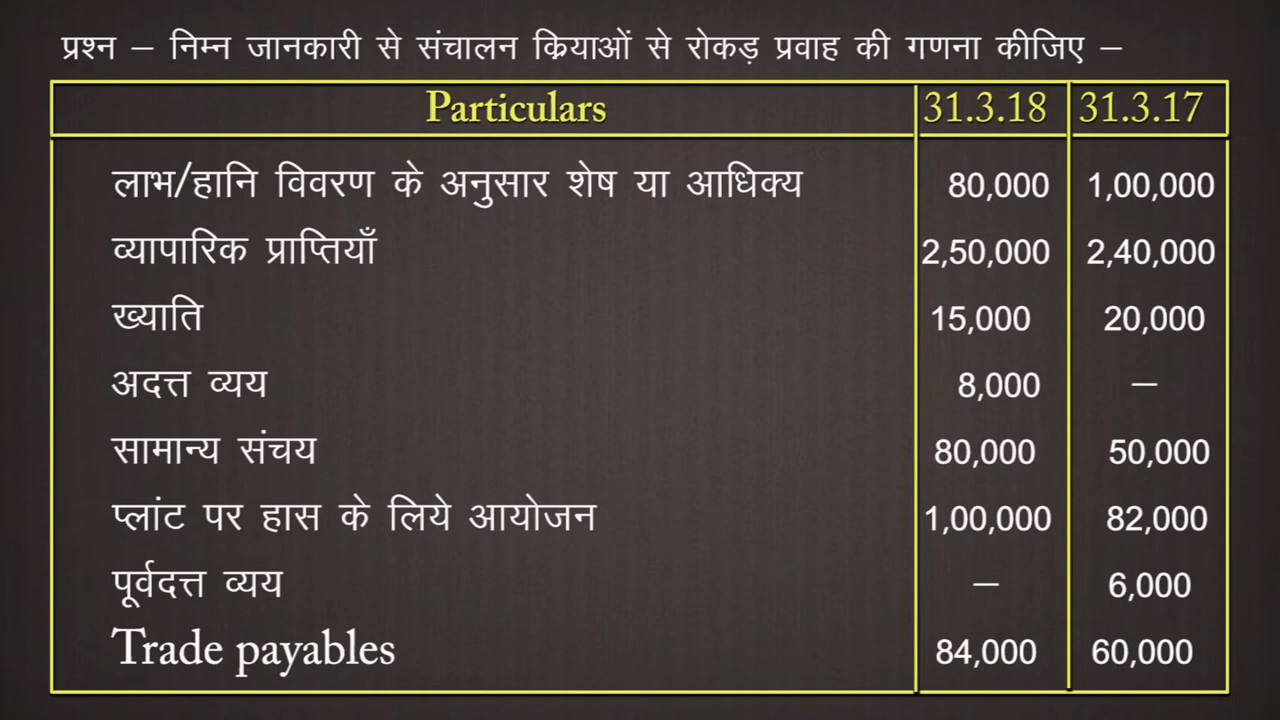 प्रश्न – निम्न जानकारी से संचालन क्रियाओं से रोकड़ प्रवाह की गणना कीजिए –
Particulars 31.3.18 31.3.17
लाभ/हानि विवरण के अनुसार शेष या आधिक्य 80,000 1,00,000
व्यापारिक प्राप्तियाँ 2,50,000 2,40,000
ख्याति 15,000 20,000
अदत्त व्यय 8,000 –
सामान्य संचय 80,000 50,000
प्लांट पर हास के लिये आयोजन 1,00,000 82,000
पूर्वदत्त व्यय – 6,000
Trade payables 84,000 60,000